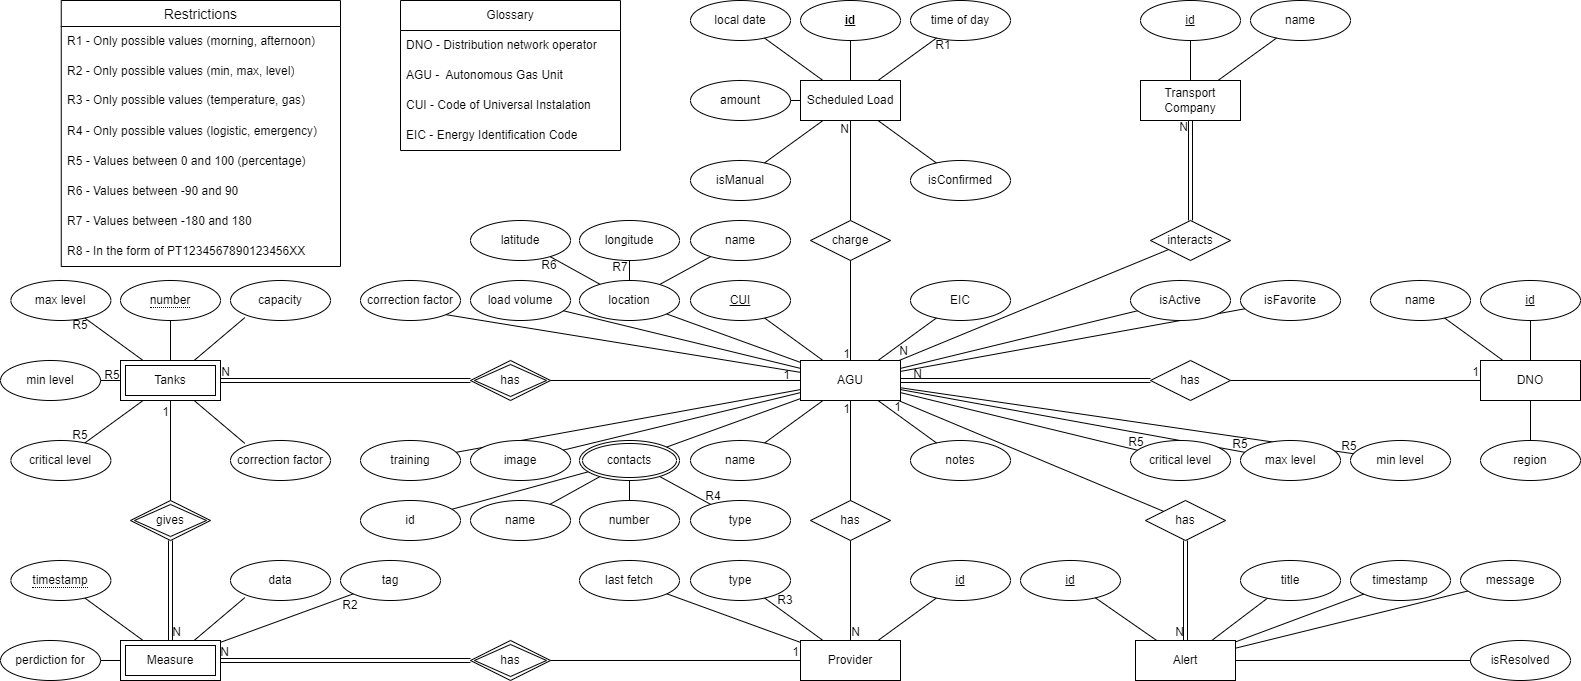 Restrictions
R1 - Only possible values (morning, afternoon)
R2 - Only possible values (min, max, level)
R3 - Only possible values (temperature, gas)
R4 - Only possible values (logistic, emergency)
R5 - Values between 0 and 100 (percentage)
R6 - Values between -90 and 90
R7 - Values between -180 and 180
R8 - In the form of PT1234567890123456XX
Glossary
DNO - Distribution network operator
AGU - Autonomous Gas Unit
CUI - Code of Universal Instalation
EIC - Energy Identification Code
local date
id
time of day
R1
amount
Scheduled Load
N
isManual
isConfirmed
id
name
Transport
Company
N
latitude
R6
longitude
R7
name
charge
interacts
max level
R5
number
capacity
correction factor
load volume
location
CUI
EIC
isActive
isFavorite
name
id
min level
R5
Tanks
N
has
1
1
AGU
N
N
has
1
DNO
critical level
R5
1
correction factor
training
image
contacts
name
1
1
notes
R5
critical level
R5
max level
R5
min level
region
gives
id
name
number
R4
type
has
has
timestamp
data
tag
R2
last fetch
type
R3
id
id
title
timestamp
message
perdiction for
N
Measure
N
has
1
N
Provider
N
Alert
isResolved